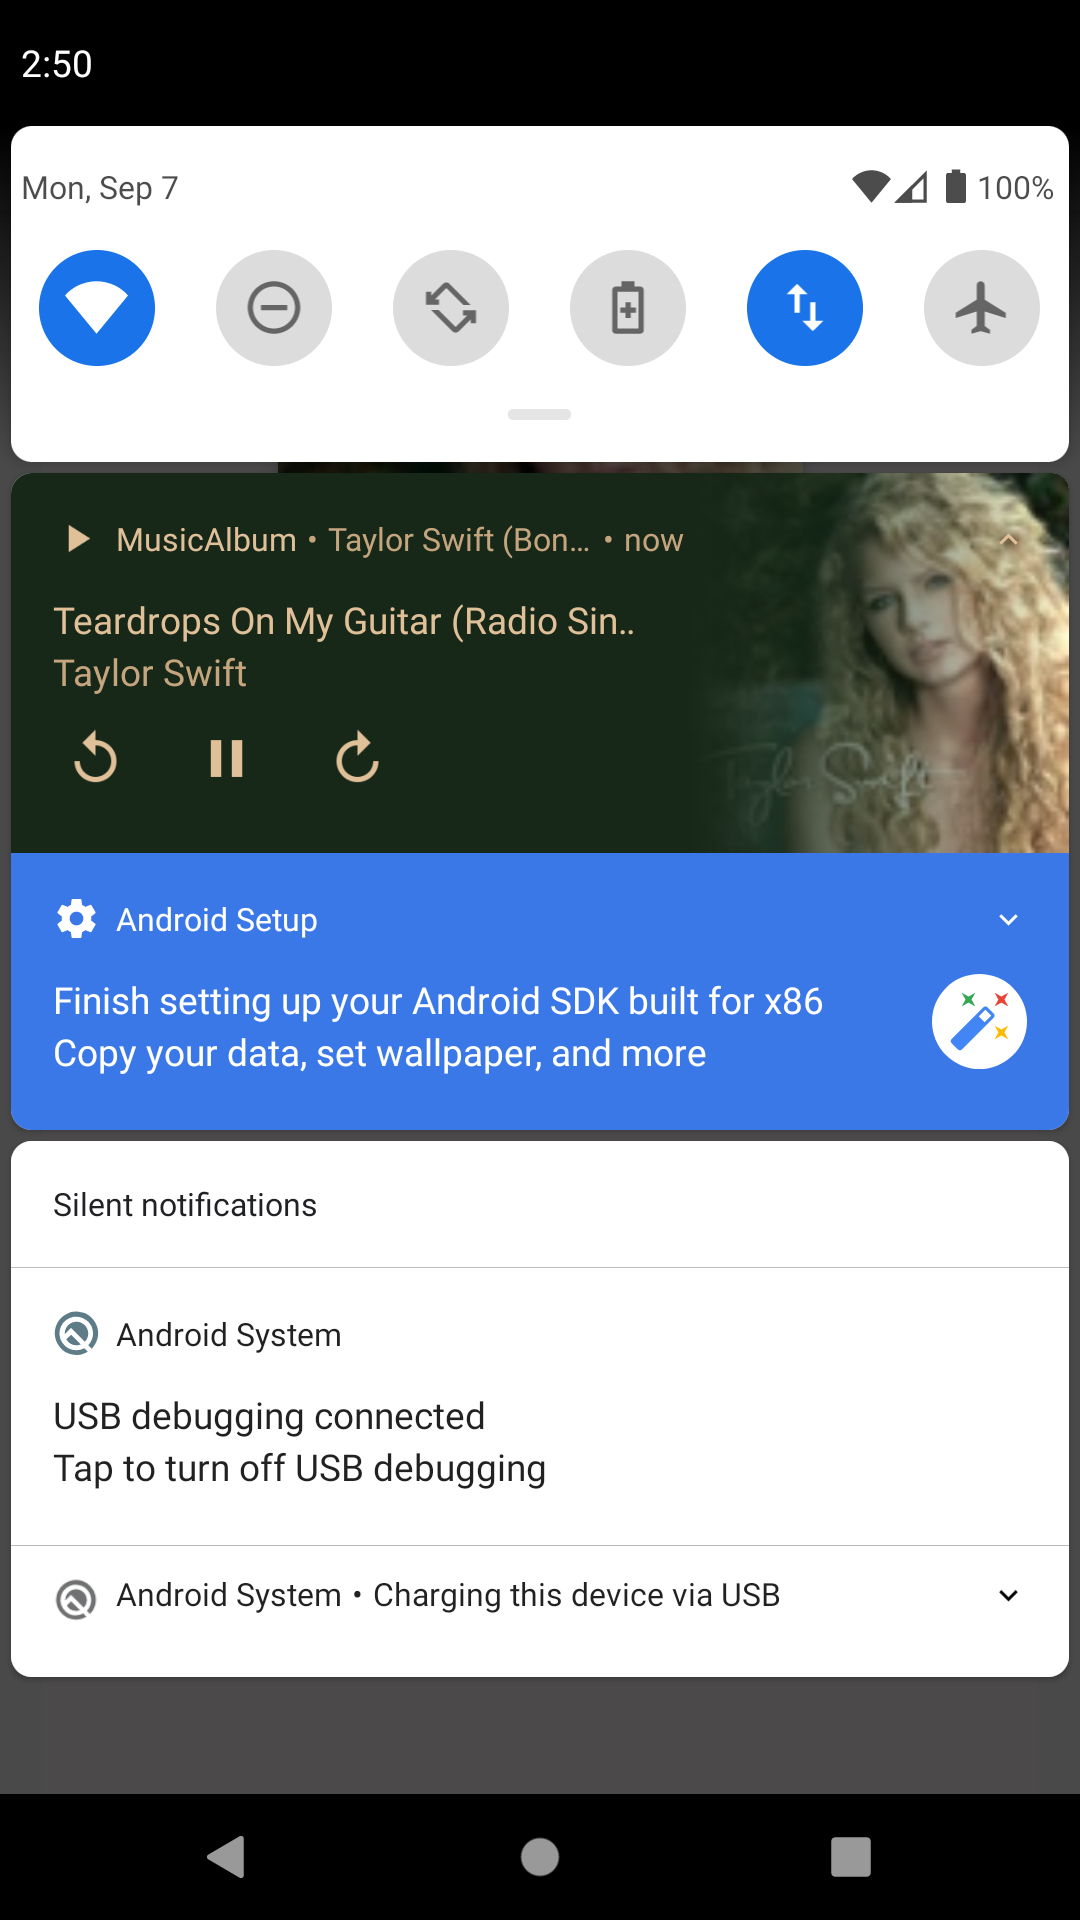 2:50
Mon, Sep 7
100%
MusicAlbum • Taylor Swift (Bon… • now
Teardrops On My Guitar (Radio Sin..
Taylor Swift
Taylor Swift
Android Setup
Finish setting up your Android SDK built for x86
Copy your data, set wallpaper, and more
Silent notifications
Android System
USB debugging connected
Tap to turn off USB debugging
Android System • Charging this device via USB